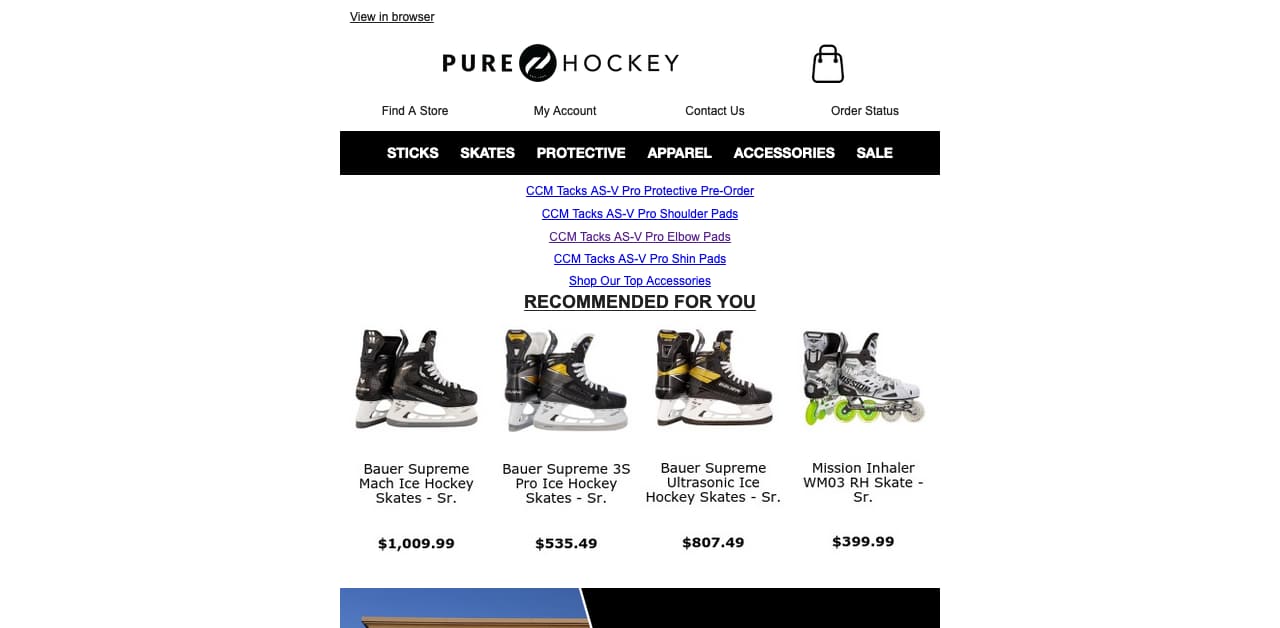 View in browser
PURE HOCKEY
Find A Store My Account Contact Us Order Status
STICKS SKATES PROTECTIVE APPAREL ACCESSORIES SALE
CCM Tacks AS-V Pro Protective Pre-Order
CCM Tacks AS-V Pro Shoulder Pads
CCM Tacks AS-V Pro Elbow Pads
CCM Tacks AS-V Pro Shin Pads
Shop Our Top Accessories
RECOMMENDED FOR YOU
MISSION
Bauer Supreme
Mach Ice Hockey
Skates - Sr.
$1,009.99
Bauer Supreme 3S
Pro Ice Hockey
Skates - Sr.
$535.49
Bauer Supreme
Ultrasonic Ice
Hockey Skates - Sr.
$807.49
Mission Inhaler
WM03 RH Skate -
Sr.
$399.99